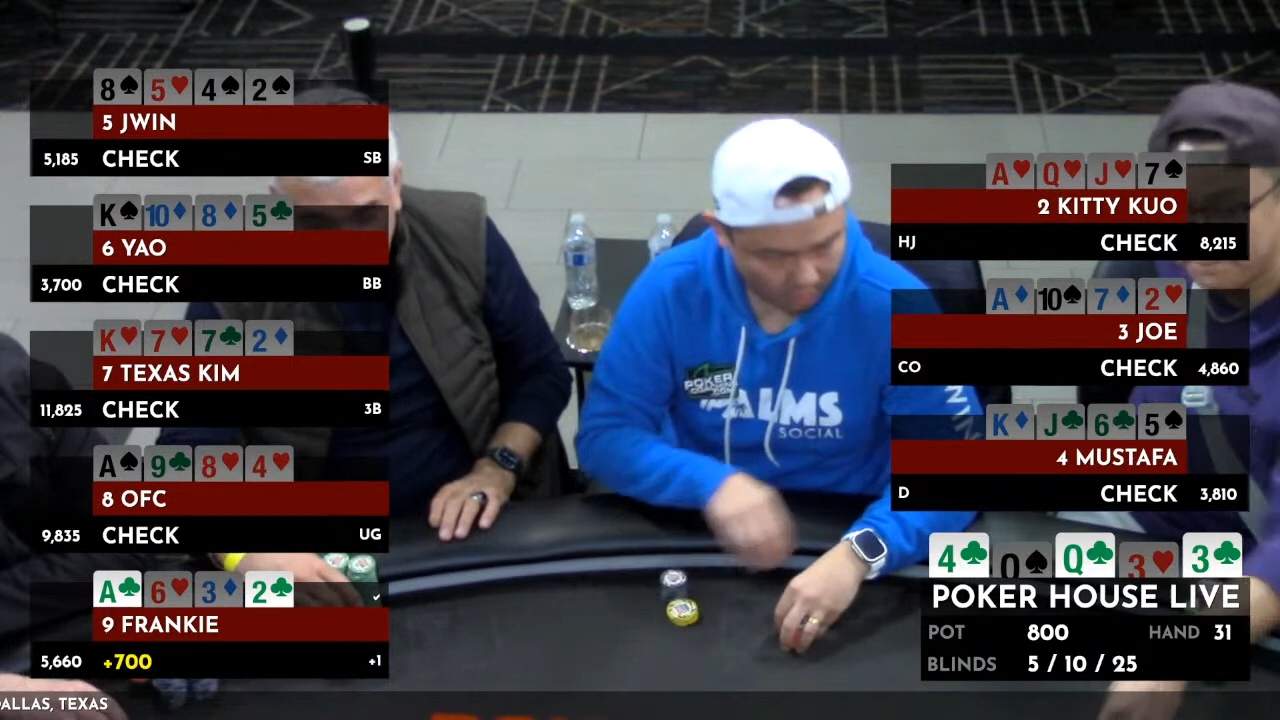 8♠ 5♥ 4♠ 2♠
5 JWIN
5,185 CHECK SB
K♠ 10♦ 8♦ 5♣
6 YAO
3,700 CHECK BB
K♥ 7♥ 7♣ 2♦
7 TEXAS KIM
11,825 CHECK 3B
A♠ 9♣ 8♥ 4♥
8 OFC
9,835 CHECK UG
A♣ 6♥ 3♦ 2♣
9 FRANKIE
5,660 +700 +1
ALLAS, TEXAS
POKER
SOCIAL
A♥ Q♥ J♥ 7♠
2 KITTY KUO
HJ CHECK 8,215
A♦ 10♠ 7♦ 2♥
3 JOE
CO CHECK 4,860
K♦ J♣ 6♣ 5♠
4 MUSTAFA
D CHECK 3,810
4♣ Q♣ 3♥ 3♣
POKER HOUSE LIVE
POT 800 HAND 31
BLINDS 5 / 10 / 25